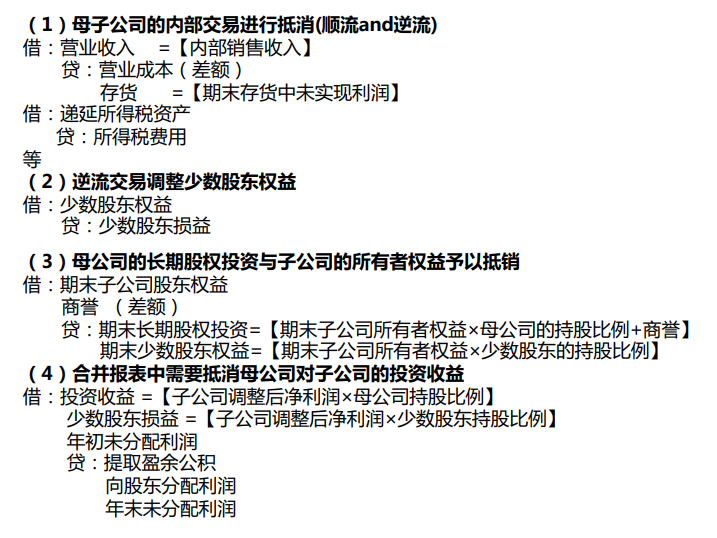 （1）母子公司的内部交易进行抵消(顺流and逆流)
借：营业收入 =【内部销售收入】
贷：营业成本（差额）
存货 =【期末存货中未实现利润】
借：递延所得税资产
贷：所得税费用
等
（2）逆流交易调整少数股东权益
借：少数股东权益
贷：少数股东损益
（3）母公司的长期股权投资与子公司的所有者权益予以抵销
借：期末子公司股东权益
商誉 （差额）
贷：期末长期股权投资=【期末子公司所有者权益×母公司的持股比例+商誉】
期末少数股东权益=【期末子公司所有者权益×少数股东的持股比例】
（4）合并报表中需要抵消母公司对子公司的投资收益
借：投资收益 =【子公司调整后净利润×母公司持股比例】
少数股东损益 =【子公司调整后净利润×少数股东持股比例】
年初未分配利润
贷：提取盈余公积
向股东分配利润
年末未分配利润